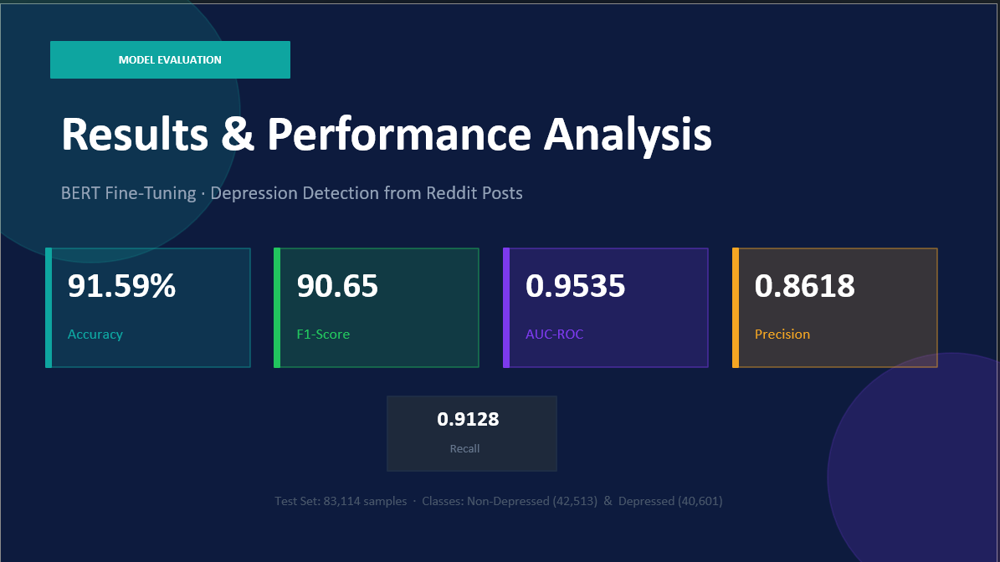 MODEL EVALUATION
Results & Performance Analysis
BERT Fine-Tuning · Depression Detection from Reddit Posts
91.59%
Accuracy
90.65
F1-Score
0.9535
AUC-ROC
0.8618
Precision
0.9128
Recall
Test Set: 83,114 samples · Classes: Non-Depressed (42,513) & Depressed (40,601)